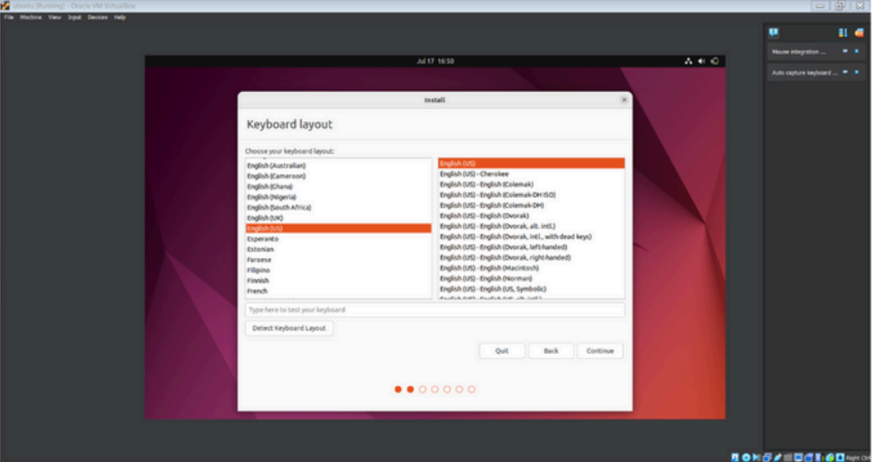 Ubuntu [Running] - Oracle VM VirtualBox
File Machine View Input Devices Help
Jul 17 16:50
Mouse integration ...
Auto capture keyboard ...
Install
Keyboard layout
Choose your keyboard layout:
English (Australian)
English (Cameroon)
English (Ghana)
English (Nigeria)
English (South Africa)
English (UK)
English (US)
Esperanto
Estonian
Faroese
Filipino
Finnish
French
English (US)
English (US) - Cherokee
English (US) - English (Colemak)
English (US) - English (Colemak-DH ISO)
English (US) - English (Colemak-DH)
English (US) - English (Dvorak)
English (US) - English (Dvorak, alt. intl.)
English (US) - English (Dvorak, intl., with dead keys)
English (US) - English (Dvorak, left-handed)
English (US) - English (Dvorak, right-handed)
English (US) - English (Macintosh)
English (US) - English (Norman)
English (US) - English (US, Symbolic)
English (US) - English (US, alt. intl.)
Type here to test your keyboard
Detect Keyboard Layout
Quit Back Continue
Right Ctrl